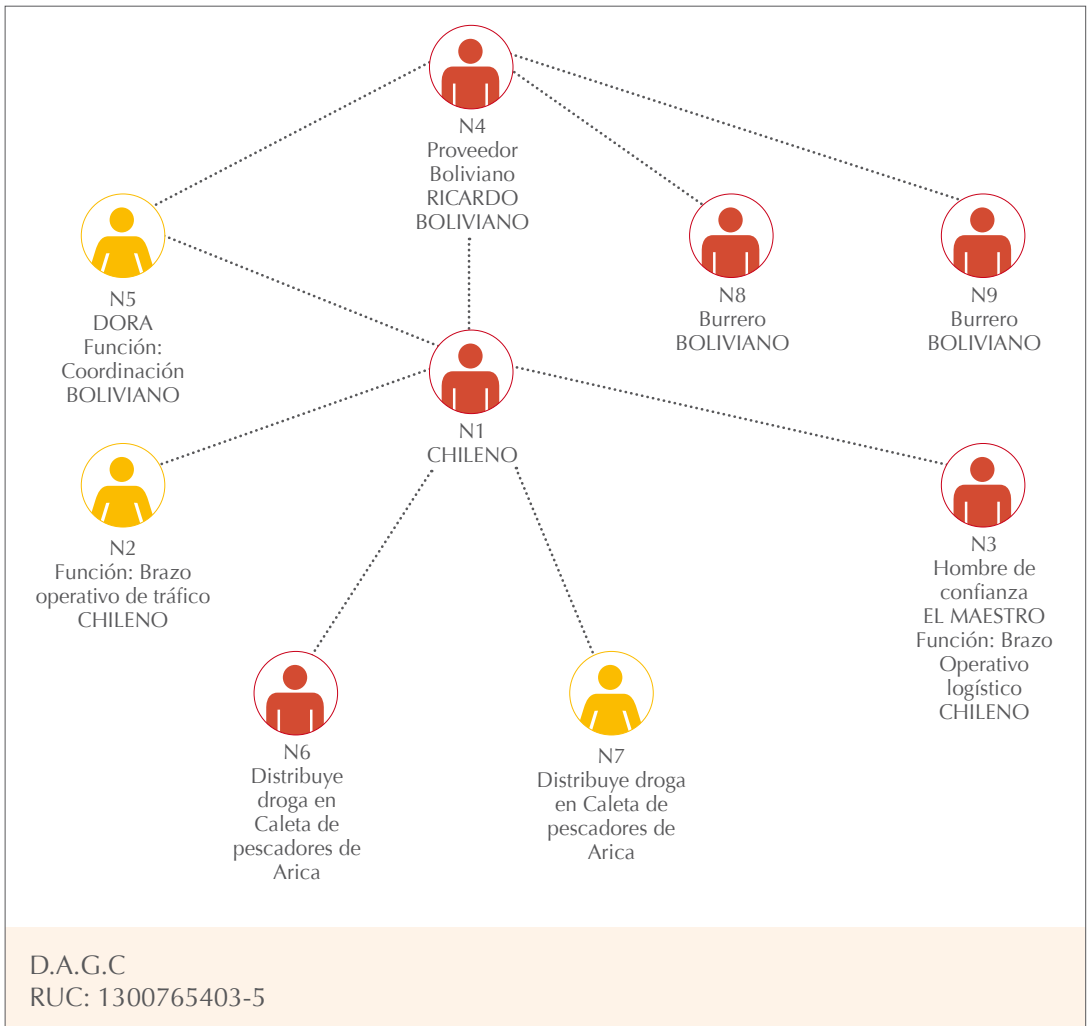 N4
Proveedor
Boliviano
RICARDO
BOLIVIANO
N5
DORA
Función:
Coordinación
BOLIVIANO
N8
Burrero
BOLIVIANO
N9
Burrero
BOLIVIANO
N1
CHILENO
N2
Función: Brazo
operativo de tráfico
CHILENO
N3
Hombre de
confianza
EL MAESTRO
Función: Brazo
Operativo
logístico
CHILENO
N6
Distribuye
droga en
Caleta de
pescadores de
Arica
N7
Distribuye droga
en Caleta de
pescadores de
Arica
D.A.G.C
RUC: 1300765403-5